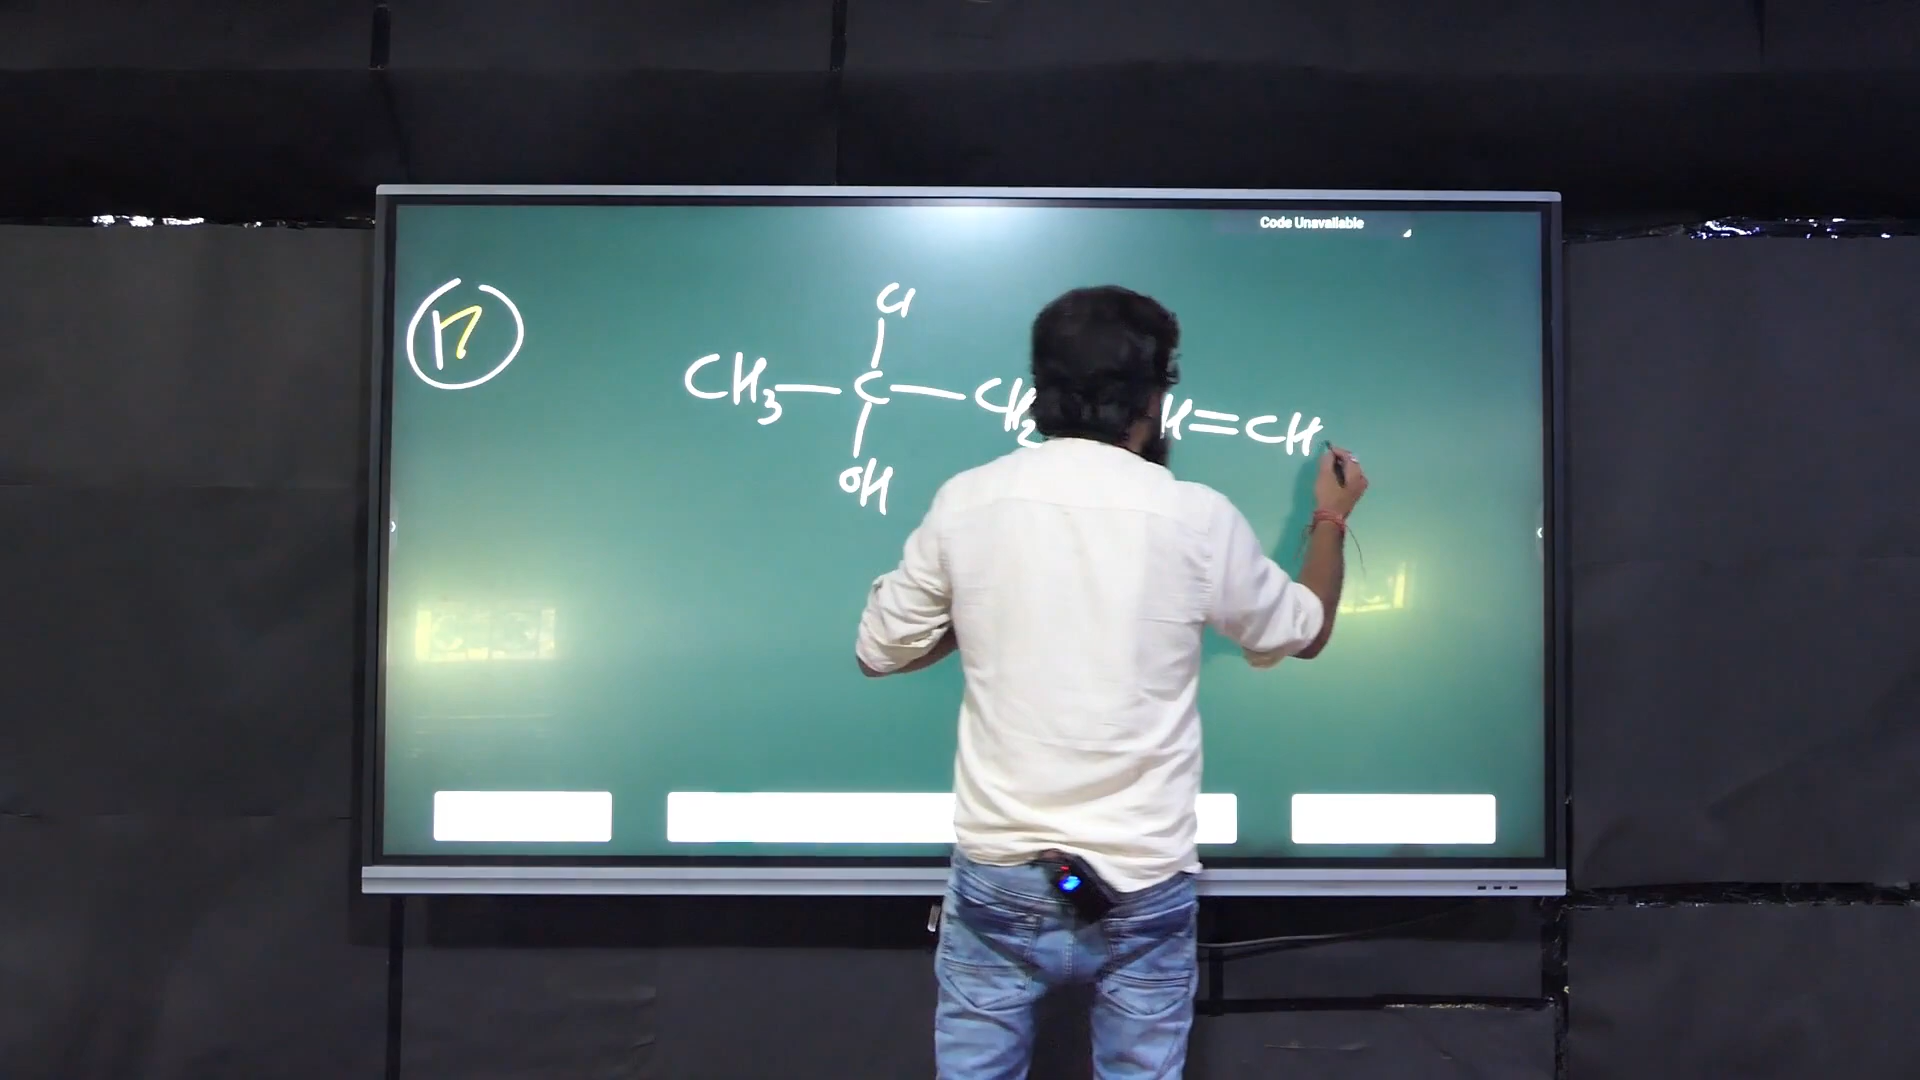 Code Unavailable
17
Cl
CH3—C—CH2 H=CH
OH